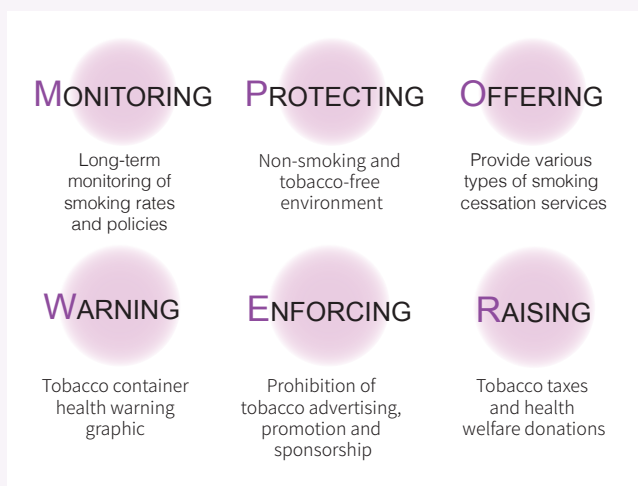 MONITORING
Long-term
monitoring of
smoking rates
and policies
PROTECTING
Non-smoking and
tobacco-free
environment
OFFERING
Provide various
types of smoking
cessation services
WARNING
Tobacco container
health warning
graphic
ENFORCING
Prohibition of
tobacco advertising,
promotion and
sponsorship
RAISING
Tobacco taxes
and health
welfare donations